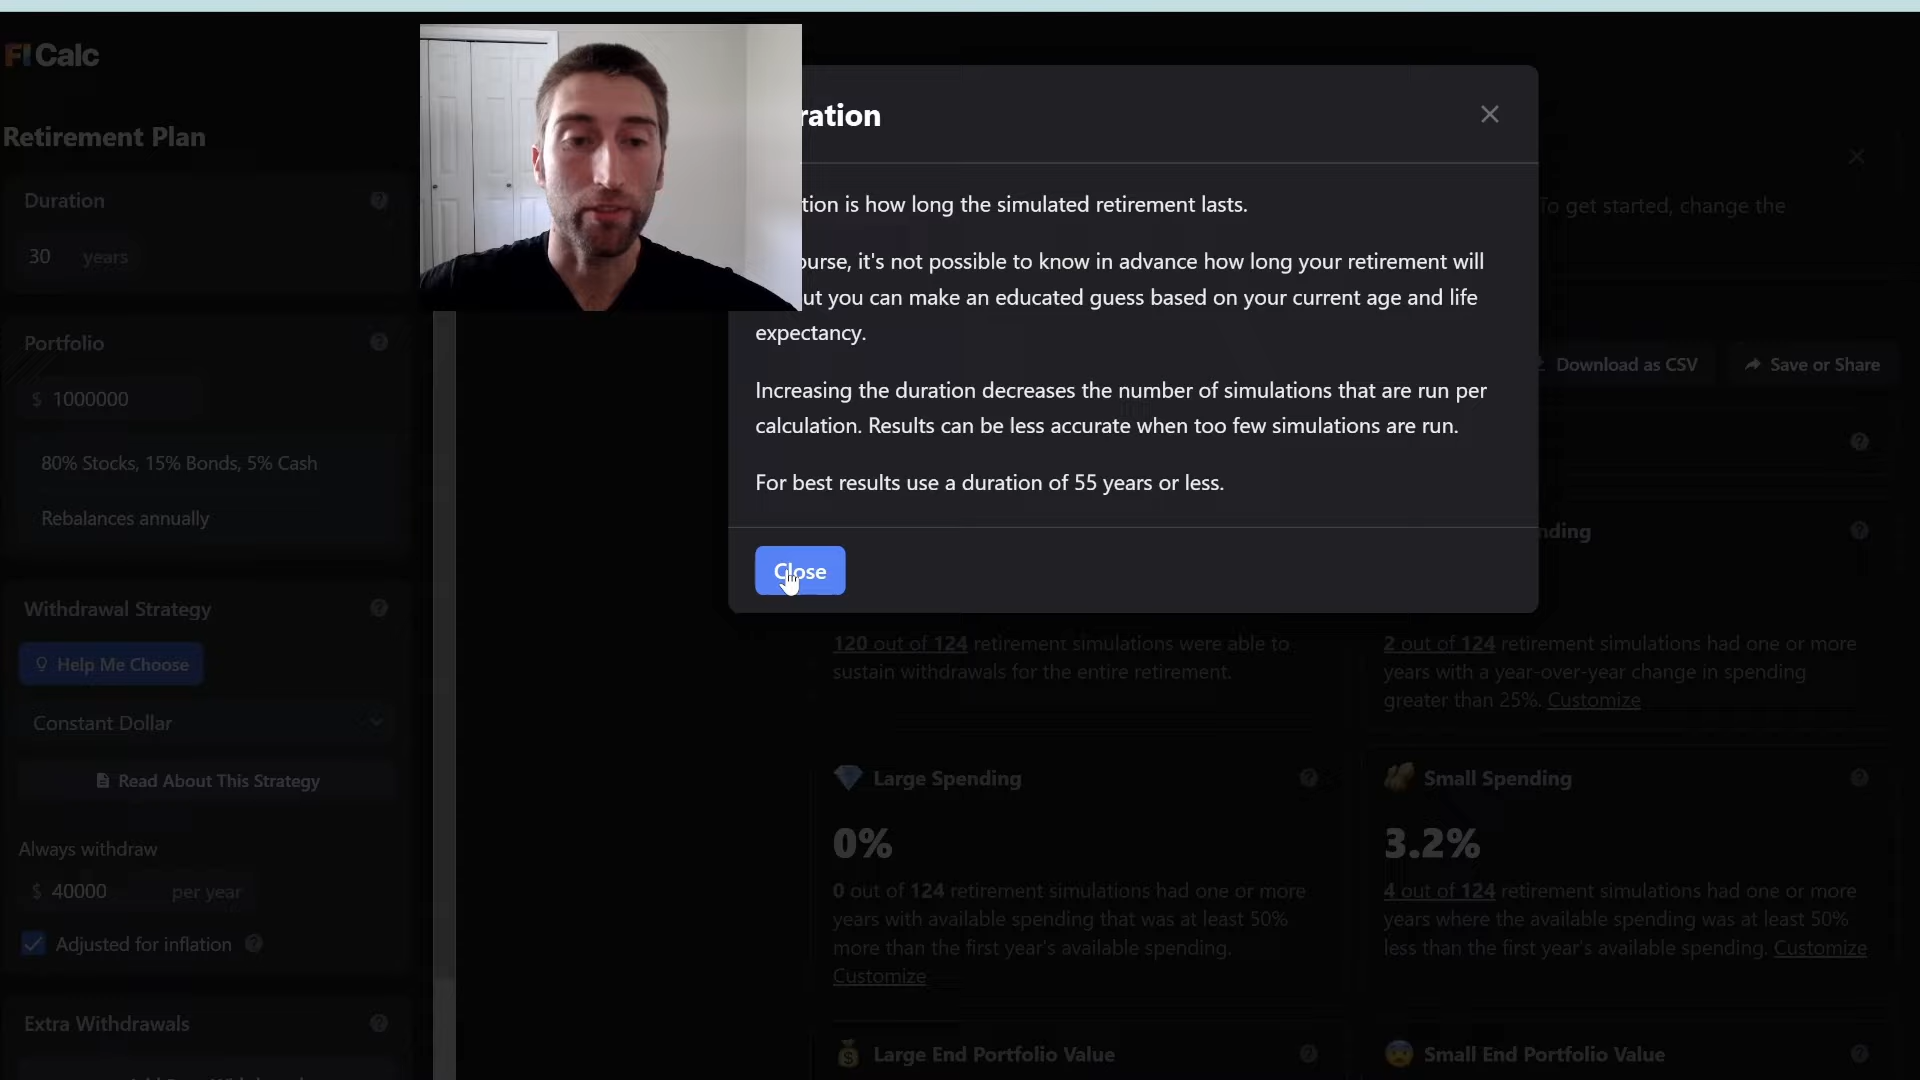 FI Calc
Retirement Plan
Duration
30 years
Portfolio
$ 1000000
80% Stocks, 15% Bonds, 5% Cash
Rebalances annually
Withdrawal Strategy
Help Me Choose
Constant Dollar
Read About This Strategy
Always withdraw
$ 40000 per year
Adjusted for inflation
Extra Withdrawals
ration
tion is how long the simulated retirement lasts.
ourse, it's not possible to know in advance how long your retirement will
ut you can make an educated guess based on your current age and life
expectancy.
Increasing the duration decreases the number of simulations that are run per
calculation. Results can be less accurate when too few simulations are run.
For best results use a duration of 55 years or less.
Close
To get started, change the
Download as CSV
Save or Share
nding
120 out of 124 retirement simulations were able to
sustain withdrawals for the entire retirement.
2 out of 124 retirement simulations had one or more
years with a year-over-year change in spending
greater than 25%. Customize
Large Spending
0%
0 out of 124 retirement simulations had one or more
years with available spending that was at least 50%
more than the first year's available spending.
Customize
Small Spending
3.2%
4 out of 124 retirement simulations had one or more
years where the available spending was at least 50%
less than the first year's available spending. Customize
Large End Portfolio Value
Small End Portfolio Value